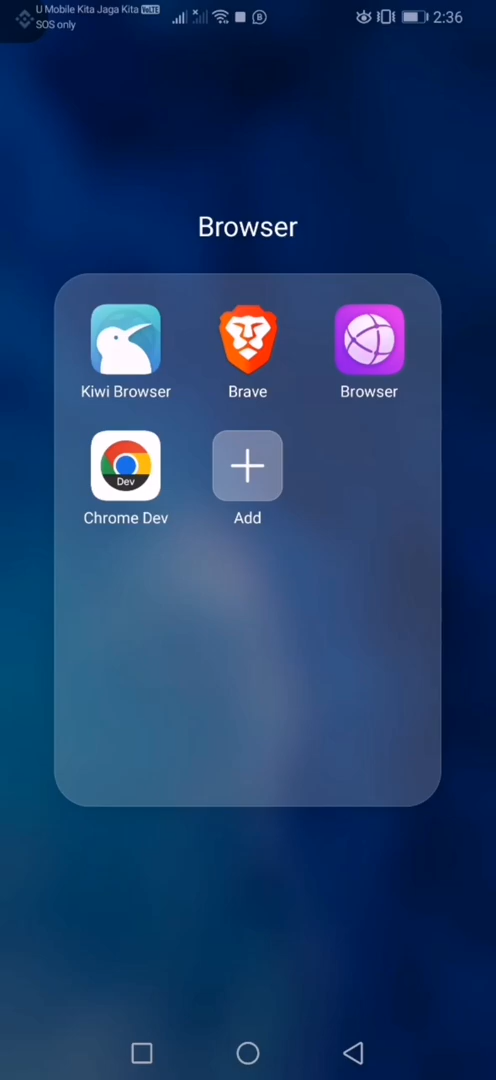 U Mobile Kita Jaga Kita VoLTE
SOS only
2:36
Browser
Kiwi Browser
Brave
Browser
Dev
Chrome Dev
Add